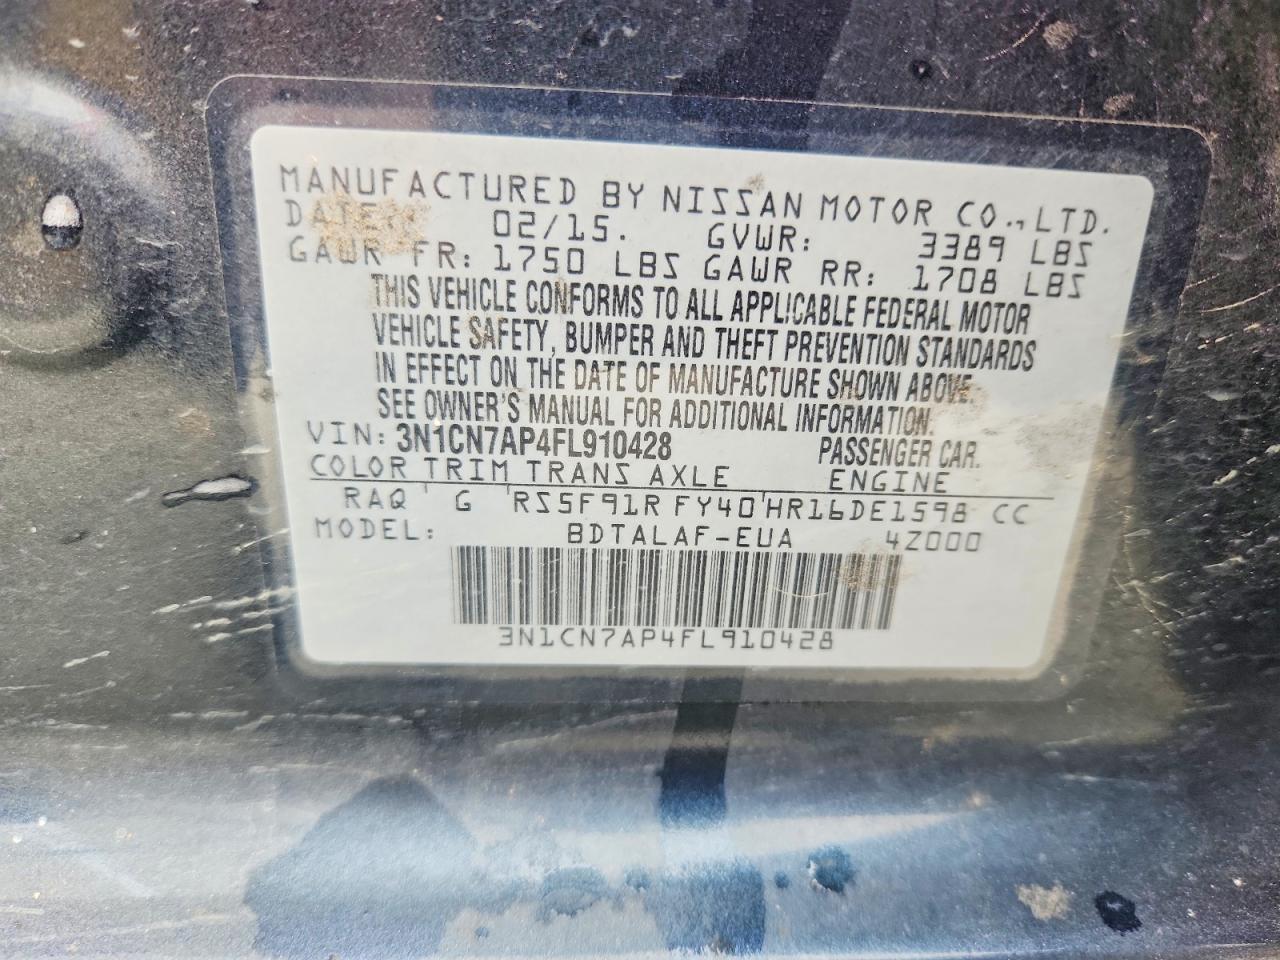 MANUFACTURED BY NISSAN MOTOR CO.,LTD.
DATE: 02/15. GVWR: 3389 LBS
GAWR FR: 1750 LBS GAWR RR: 1708 LBS
THIS VEHICLE CONFORMS TO ALL APPLICABLE FEDERAL MOTOR
VEHICLE SAFETY, BUMPER AND THEFT PREVENTION STANDARDS
IN EFFECT ON THE DATE OF MANUFACTURE SHOWN ABOVE.
SEE OWNER'S MANUAL FOR ADDITIONAL INFORMATION.
VIN: 3N1CN7AP4FL910428 PASSENGER CAR.
COLOR TRIM TRANS AXLE ENGINE
RAQ G RS5F91R FY40 HR16DE1598 CC
MODEL: BDTALAF-EUA 4Z000
3N1CN7AP4FL910428